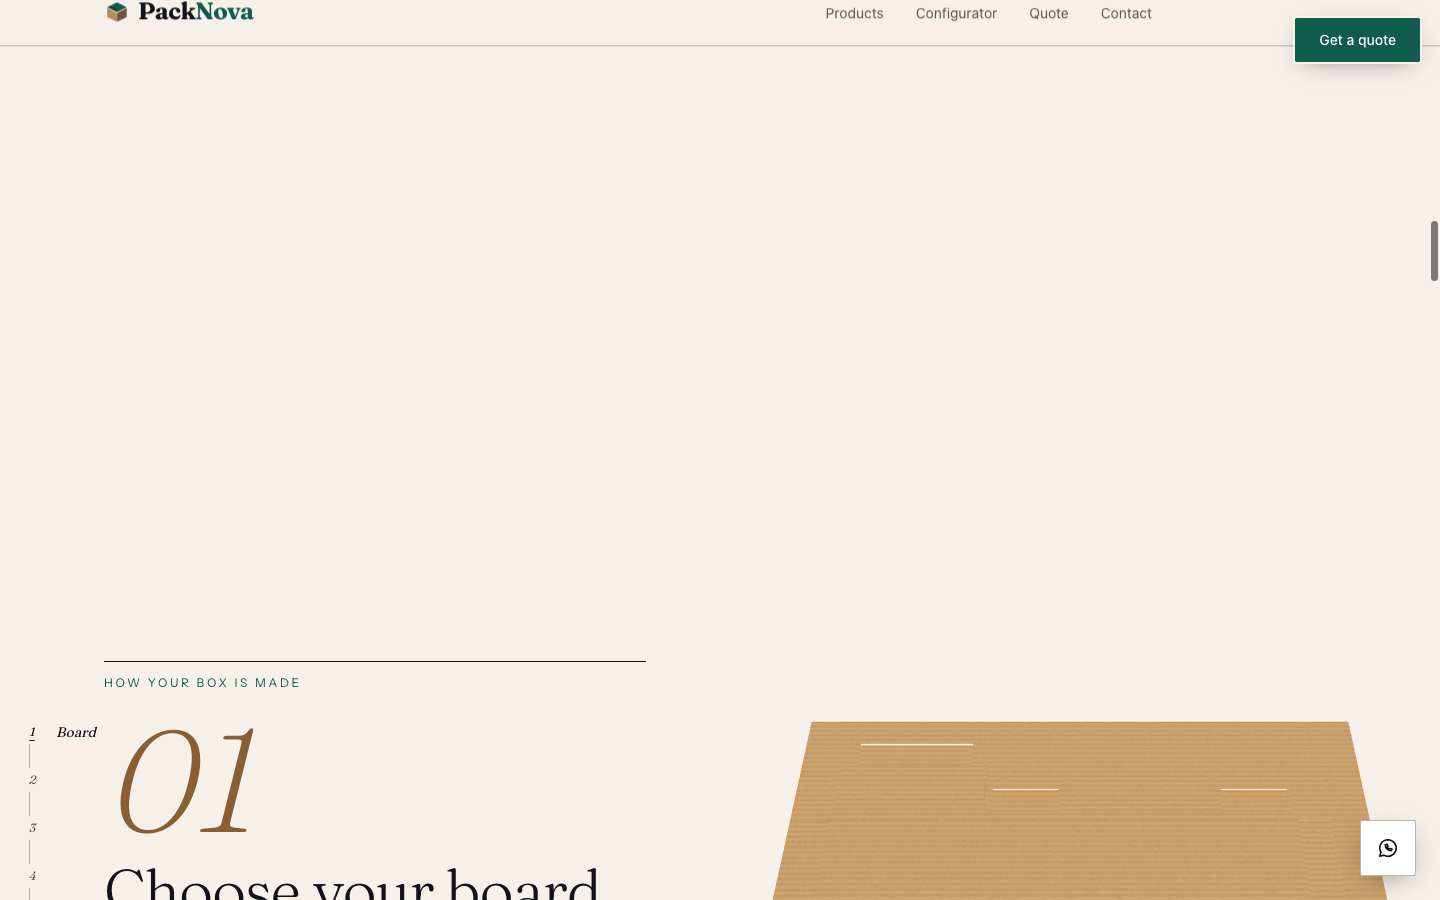 PackNova
Products
Configurator
Quote
Contact
Get a quote
HOW YOUR BOX IS MADE
1 Board
2
3
4
01
Choose your board